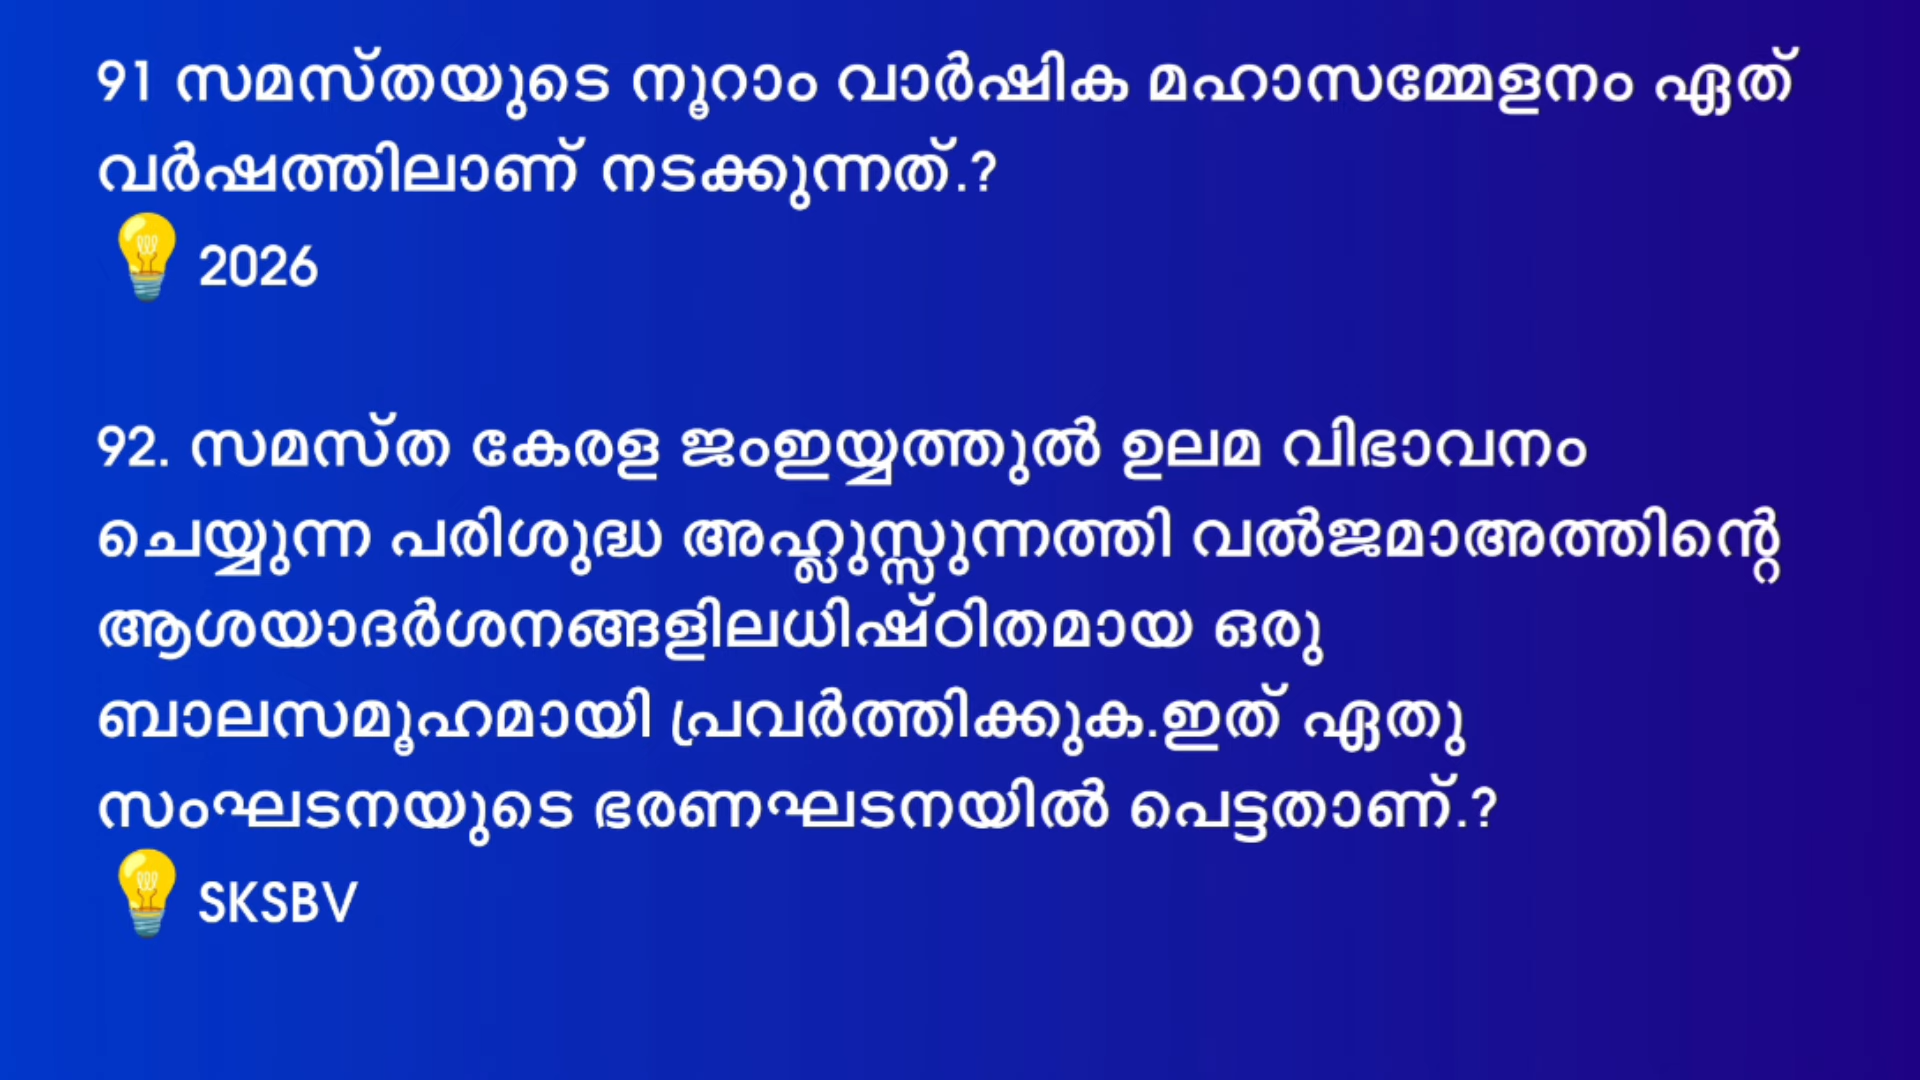 91 സമസ്തയുടെ നൂറാം വാർഷിക മഹാസമ്മേളനം ഏത്
വർഷത്തിലാണ് നടക്കുന്നത്.?
💡 2026
92. സമസ്ത കേരള ജംഇയ്യത്തുൽ ഉലമ വിഭാവനം
ചെയ്യുന്ന പരിശുദ്ധ അഹ്ലുസ്സുന്നത്തി വൽജമാഅത്തിന്റെ
ആശയാദർശനങ്ങളിലധിഷ്ഠിതമായ ഒരു
ബാലസമൂഹമായി പ്രവർത്തിക്കുക.ഇത് ഏതു
സംഘടനയുടെ ഭരണഘടനയിൽ പെട്ടതാണ്.?
💡 SKSBV